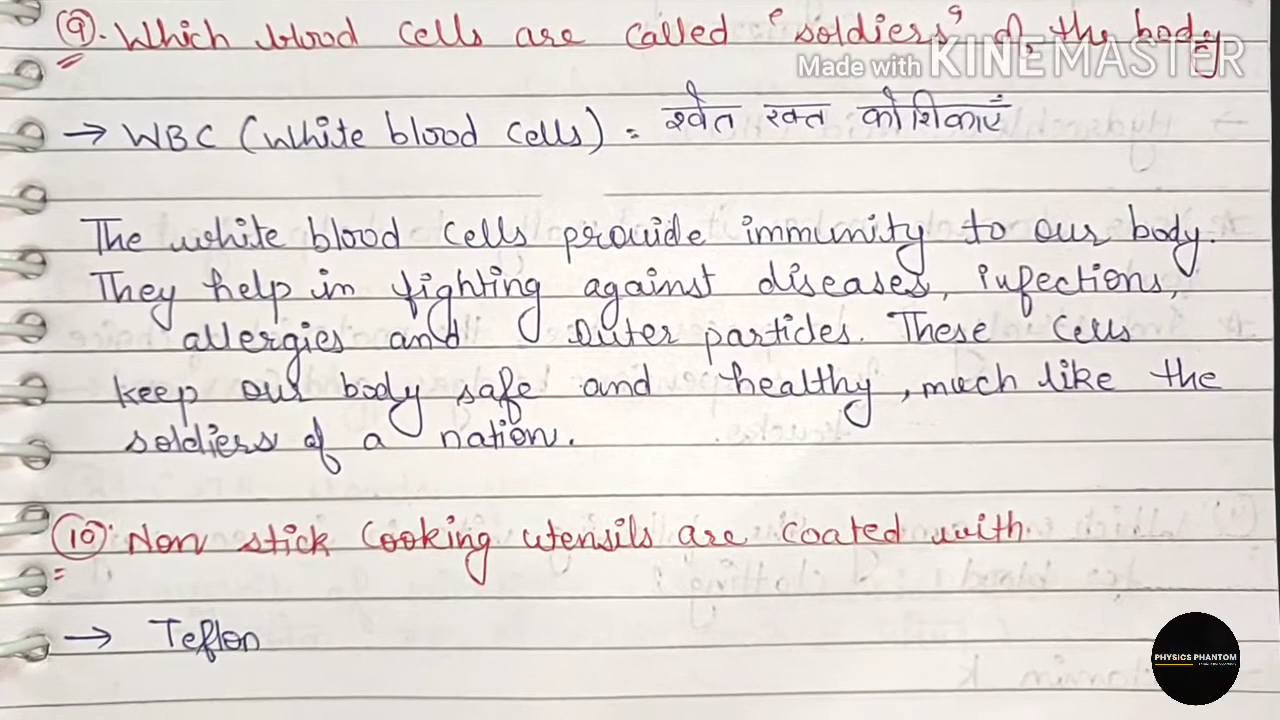 (9). Which blood cells are called "soldiers" of the body
Made with KINEMASTER
→ WBC (White blood cells) = श्वेत रक्त कोशिकाएँ
The white blood cells provide immunity to our body.
They help in fighting against diseases, infections,
allergies and outer particles. These cells
keep our body safe and healthy, much like the
soldiers of a nation.
(10). Non stick Cooking utensils are coated with.
→ Teflon
PHYSICS PHANTOM